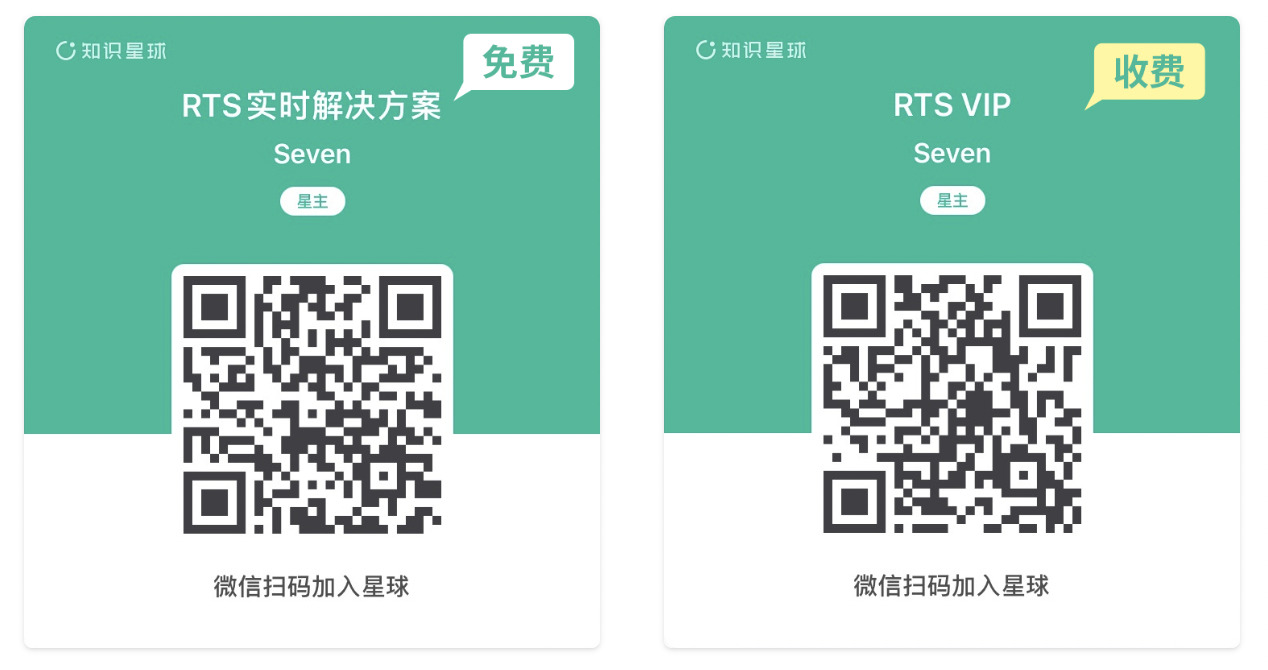 知识星球
免费
RTS实时解决方案
Seven
星主
微信扫码加入星球
知识星球
收费
RTS VIP
Seven
星主
微信扫码加入星球